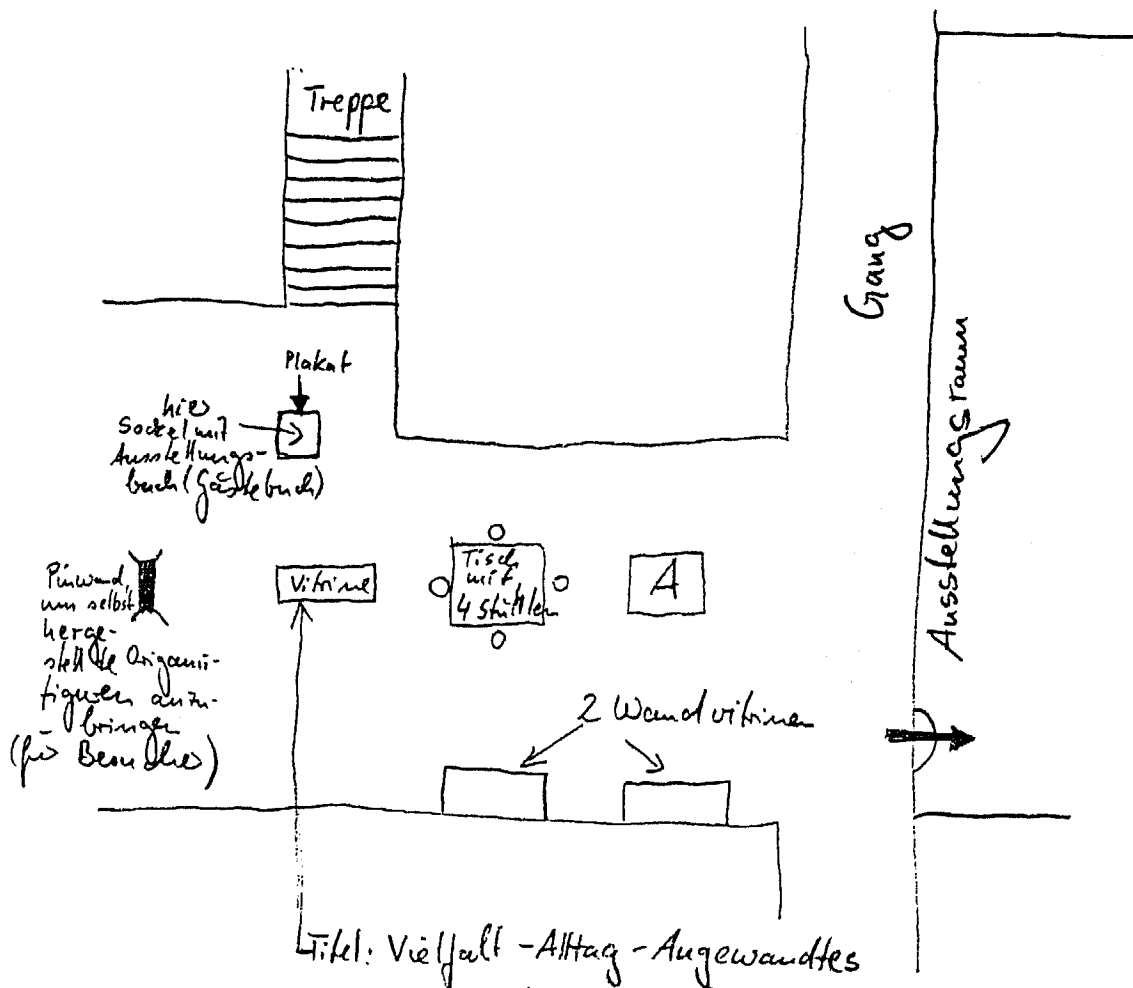 Treppe
Gang
Ausstellungsraum
Plakat
hier
Sockel mit
Ausstellungs-
buch (Gästebuch)
Pinwand,
um selbst
herge-
stellte Origami-
figuren anzu-
bringen
(für Besucher)
Vitrine
Tisch
mit
4 Stühlen
A
2 Wandvitrinen
Titel: Vielfalt - Alltag - Angewandtes